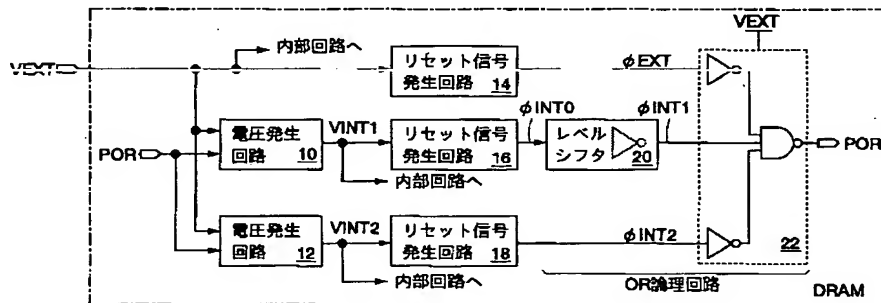 VEXT
内部回路へ
VEXT
リセット信号
発生回路 14
φEXT
POR
電圧発生
回路 10
VINT1
リセット信号
発生回路 16
φINT0
レベル
シフタ 20
φINT1
POR
内部回路へ
電圧発生
回路 12
VINT2
リセット信号
発生回路 18
φINT2
22
内部回路へ
OR論理回路
DRAM